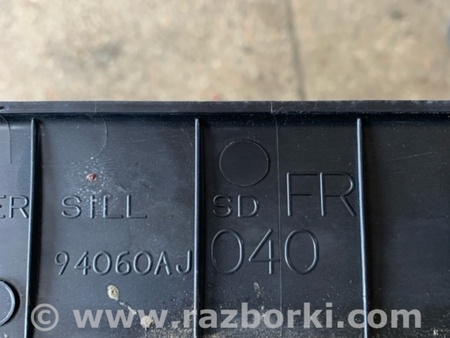 ER SiLL SD FR
94060AJ 040
© www.razborki.com